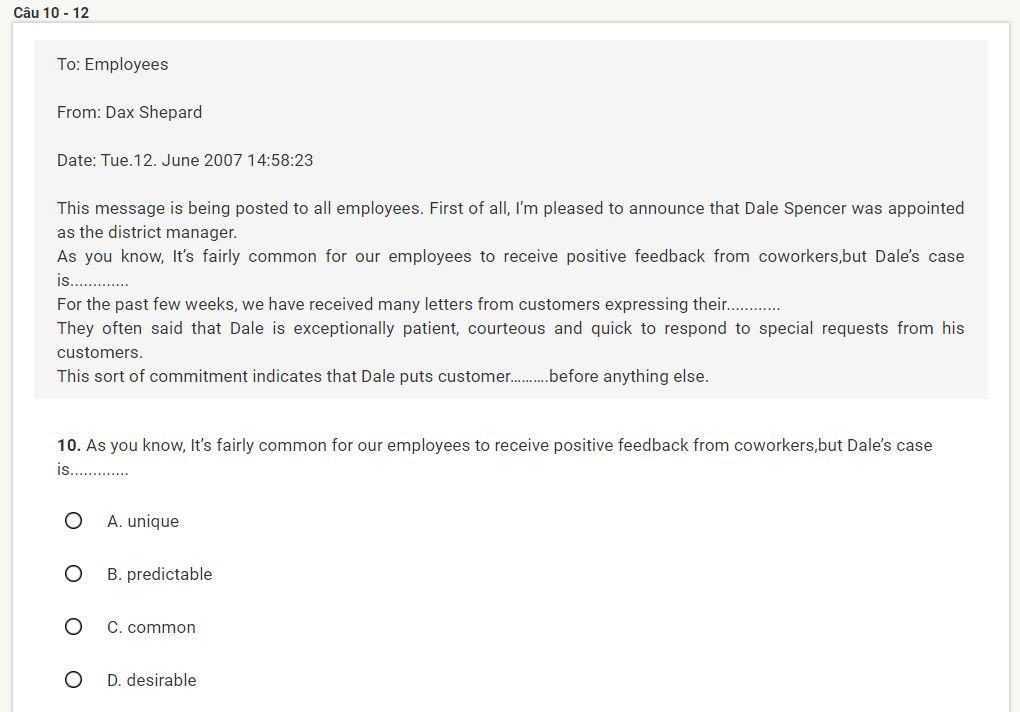 Câu 10 - 12
To: Employees
From: Dax Shepard
Date: Tue.12. June 2007 14:58:23
This message is being posted to all employees. First of all, I’m pleased to announce that Dale Spencer was appointed
as the district manager.
As you know, It’s fairly common for our employees to receive positive feedback from coworkers,but Dale’s case
is.............
For the past few weeks, we have received many letters from customers expressing their............
They often said that Dale is exceptionally patient, courteous and quick to respond to special requests from his
customers.
This sort of commitment indicates that Dale puts customer..........before anything else.
10. As you know, It’s fairly common for our employees to receive positive feedback from coworkers,but Dale’s case
is.............
A. unique
B. predictable
C. common
D. desirable